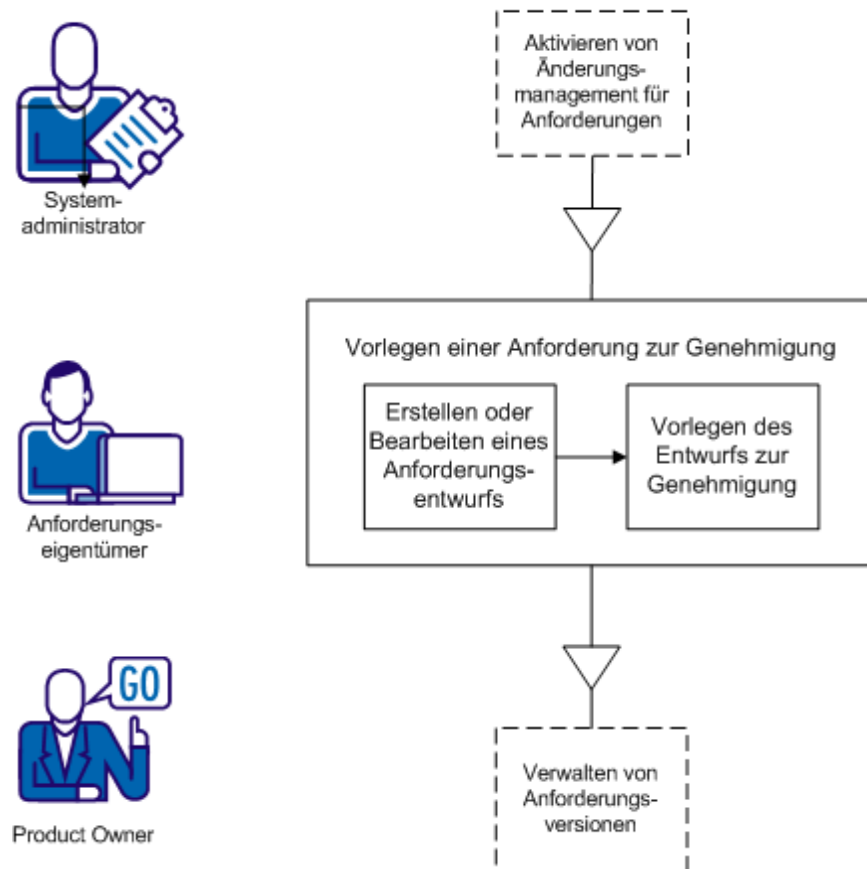 Aktivieren von
Änderungs-
management für
Anforderungen
System-
administrator
Vorlegen einer Anforderung zur Genehmigung
Erstellen oder
Bearbeiten eines
Anforderungs-
entwurfs
Vorlegen des
Entwurfs zur
Genehmigung
Anforderungs-
eigentümer
GO
Product Owner
Verwalten von
Anforderungs-
versionen